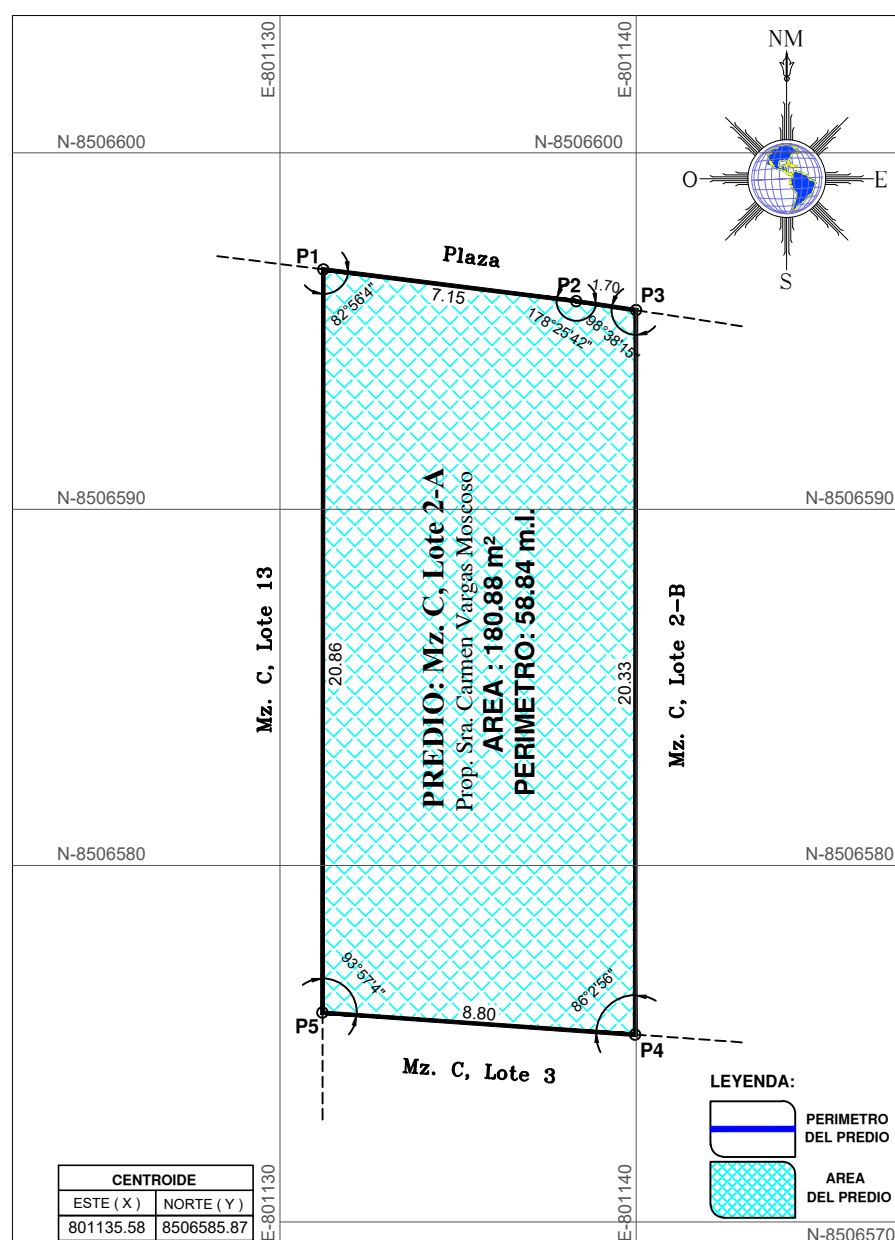 E-801130
E-801140
NM
N-8506600
N-8506600
O
E
S
P1
Plaza
P2
1.70
P3
7.15
82°56'4"
178°25'42"
98°38'15"
N-8506590
N-8506590
Mz. C, Lote 13
20.86
PREDIO: Mz. C, Lote 2-A
Prop. Sra. Carmen Vargas Moscoso
AREA : 180.88 m²
PERIMETRO: 58.84 m.l.
20.33
Mz. C, Lote 2-B
N-8506580
N-8506580
93°57'4"
86°2'56"
P5
8.80
P4
Mz. C, Lote 3
LEYENDA:
PERIMETRO
DEL PREDIO
AREA
DEL PREDIO
CENTROIDE
ESTE ( X ) NORTE ( Y )
801135.58 8506585.87
E-801130
E-801140
N-8506570